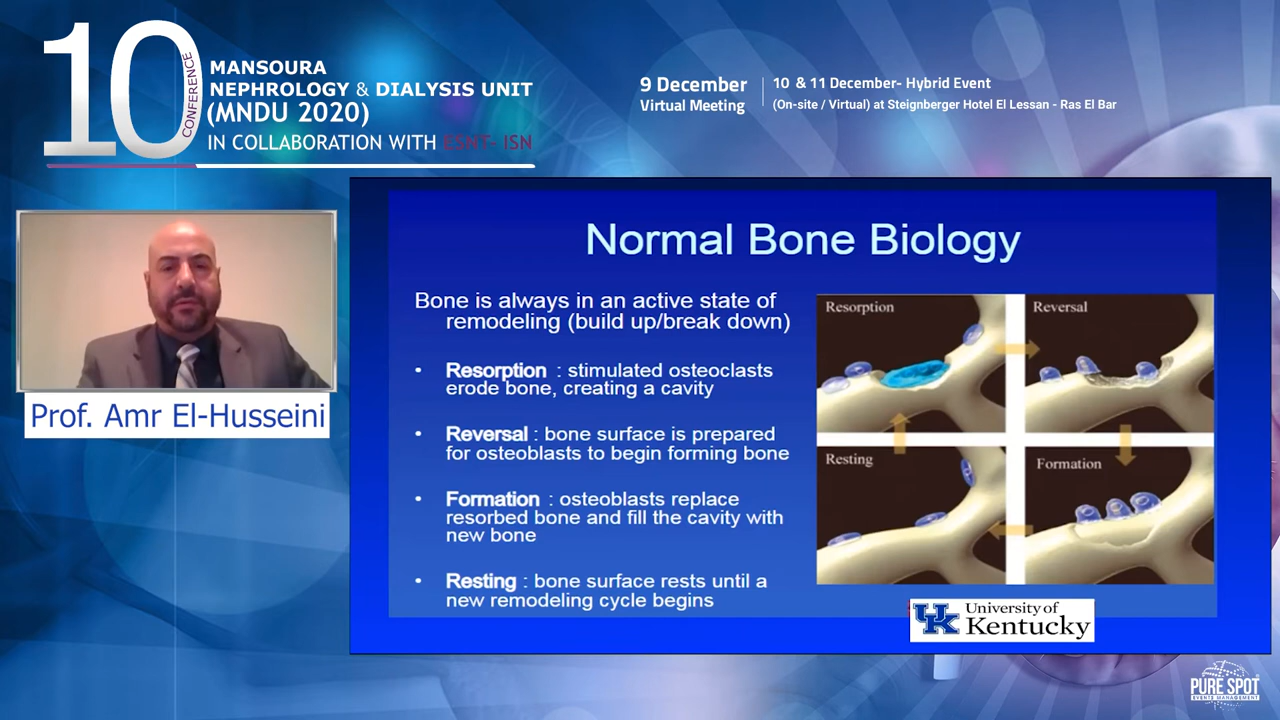 10
CONFERENCE
MANSOURA
NEPHROLOGY & DIALYSIS UNIT
(MNDU 2020)
IN COLLABORATION WITH ESNT- ISN
9 December
Virtual Meeting
10 & 11 December- Hybrid Event
(On-site / Virtual) at Steignberger Hotel El Lessan - Ras El Bar
Prof. Amr El-Husseini
Normal Bone Biology
Bone is always in an active state of
remodeling (build up/break down)
• Resorption : stimulated osteoclasts
erode bone, creating a cavity
• Reversal : bone surface is prepared
for osteoblasts to begin forming bone
• Formation : osteoblasts replace
resorbed bone and fill the cavity with
new bone
• Resting : bone surface rests until a
new remodeling cycle begins
Resorption
Reversal
Resting
Formation
UK
University of
Kentucky
PURE SPOT
EVENTS MANAGEMENT